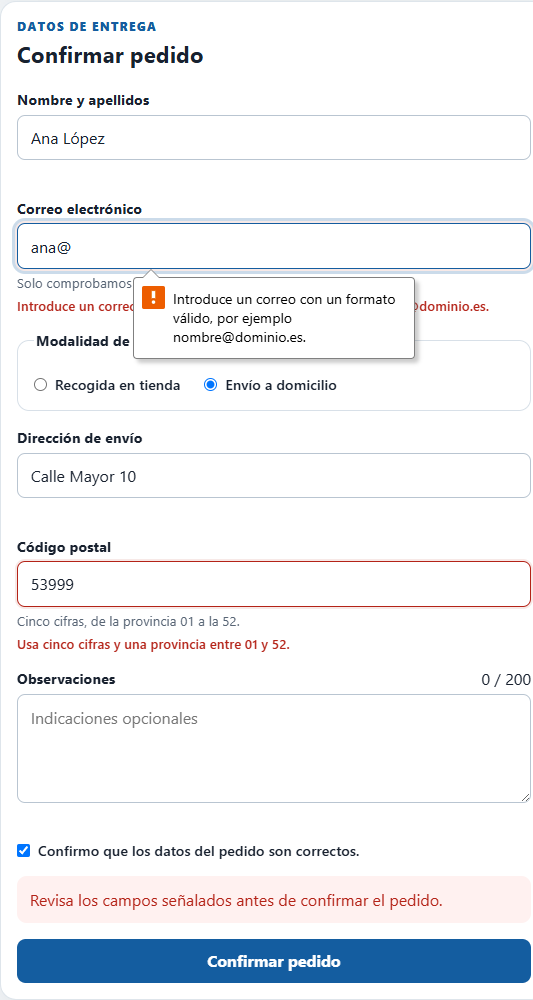 DATOS DE ENTREGA
Confirmar pedido
Nombre y apellidos
Ana López
Correo electrónico
ana@
Solo comprobamos
Introduce un correo con un formato
válido, por ejemplo
nombre@dominio.es.
Introduce un @dominio.es.
Modalidad de
Recogida en tienda
Envío a domicilio
Dirección de envío
Calle Mayor 10
Código postal
53999
Cinco cifras, de la provincia 01 a la 52.
Usa cinco cifras y una provincia entre 01 y 52.
Observaciones 0 / 200
Indicaciones opcionales
Confirmo que los datos del pedido son correctos.
Revisa los campos señalados antes de confirmar el pedido.
Confirmar pedido